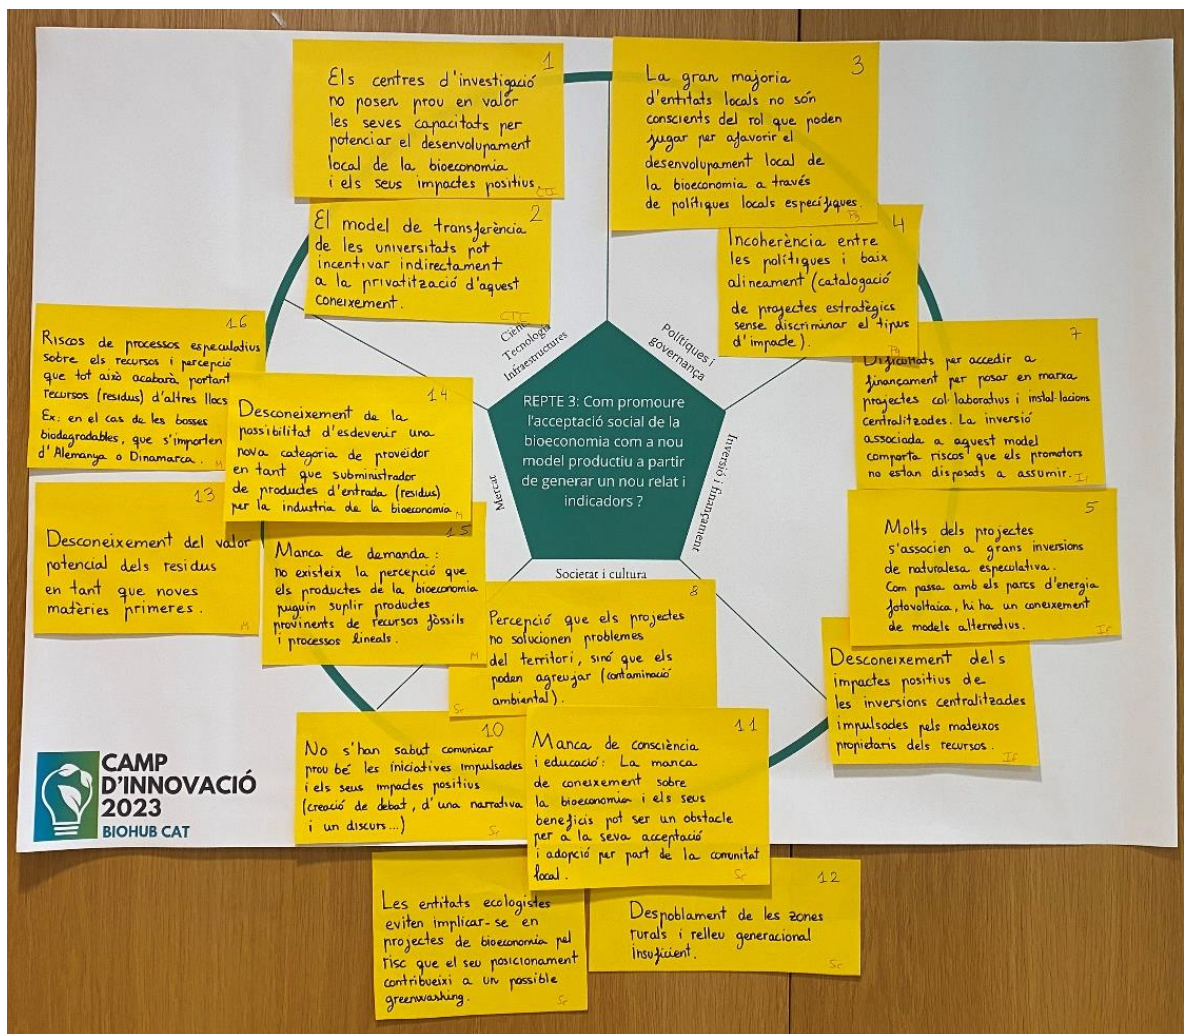 1
Els centres d'investigació
no posen prou en valor
les seves capacitats per
potenciar el desenvolupament
local de la bioeconomia
i els seus impactes positius.
CTI
2
El model de transferència
de les universitats pot
incentivar indirectament
a la privatització d'aquest
coneixement.
CTI
3
La gran majoria
d'entitats locals no són
conscients del rol que poden
jugar per afavorir el
desenvolupament local de
la bioeconomia a través
de polítiques locals específiques.
Pg
4
Incoherència entre
les polítiques i baix
alineament (catalogació
de projectes estratègics
sense discriminar el tipus
d'impacte).
Pg
7
Dificultats per accedir a
finançament per posar en marxa
projectes col·laboratius i instal·lacions
centralitzades. La inversió
associada a aquest model
comporta riscos que els promotors
no estan disposats a assumir.
If
5
Molts dels projectes
s'associen a grans inversions
de naturalesa especulativa.
Com passa amb els parcs d'energia
fotovoltaica, hi ha un coneixement
de models alternatius.
If
Desconeixement dels
impactes positius de
les inversions centralitzades
impulsades pels mateixos
propietaris dels recursos.
If
16
Riscos de processos especulatius
sobre els recursos i percepció
que tot això acabarà portant
recursos (residus) d'altres llocs
Ex: en el cas de les bosses
biodegradables, que s'importen
d'Alemanya o Dinamarca.
M
14
Desconeixement de la
possibilitat d'esdevenir una
nova categoria de proveidor
en tant que subministrador
de productes d'entrada (residus)
per la industria de la bioeconomia
M
13
Desconeixement del valor
potencial dels residus
en tant que noves
matèries primeres.
M
15
Manca de demanda:
no existeix la percepció que
els productes de la bioeconomia
puguin suplir productes
provinents de recursos fòssils
i processos lineals.
M
Tecnologia
Infraestructures
Polítiques i
governança
Inversió i finançament
Societat i cultura
Mercat
REPTE 3: Com promoure
l'acceptació social de la
bioeconomia com a nou
model productiu a partir
de generar un nou relat i
indicadors ?
8
Percepció que els projectes
no solucionen problemes
del territori, sinó que els
poden agreujar (contaminació
ambiental).
Sc
10
No s'han sabut comunicar
prou bé les iniciatives impulsades
i els seus impactes positius
(creació de debat, d'una narrativa
i un discurs...)
Sc
11
Manca de consciència
i educació: La manca
de coneixement sobre
la bioeconomia i els seus
beneficis pot ser un obstacle
per a la seva acceptació
i adopció per part de la comunitat
local.
Sc
Les entitats ecologistes
eviten implicar-se en
projectes de bioeconomia pel
risc que el seu posicionament
contribueixi a un possible
greenwashing.
Sc
12
Despoblament de les zones
rurals i relleu generacional
insuficient.
Sc
CAMP
D'INNOVACIÓ
2023
BIOHUB CAT